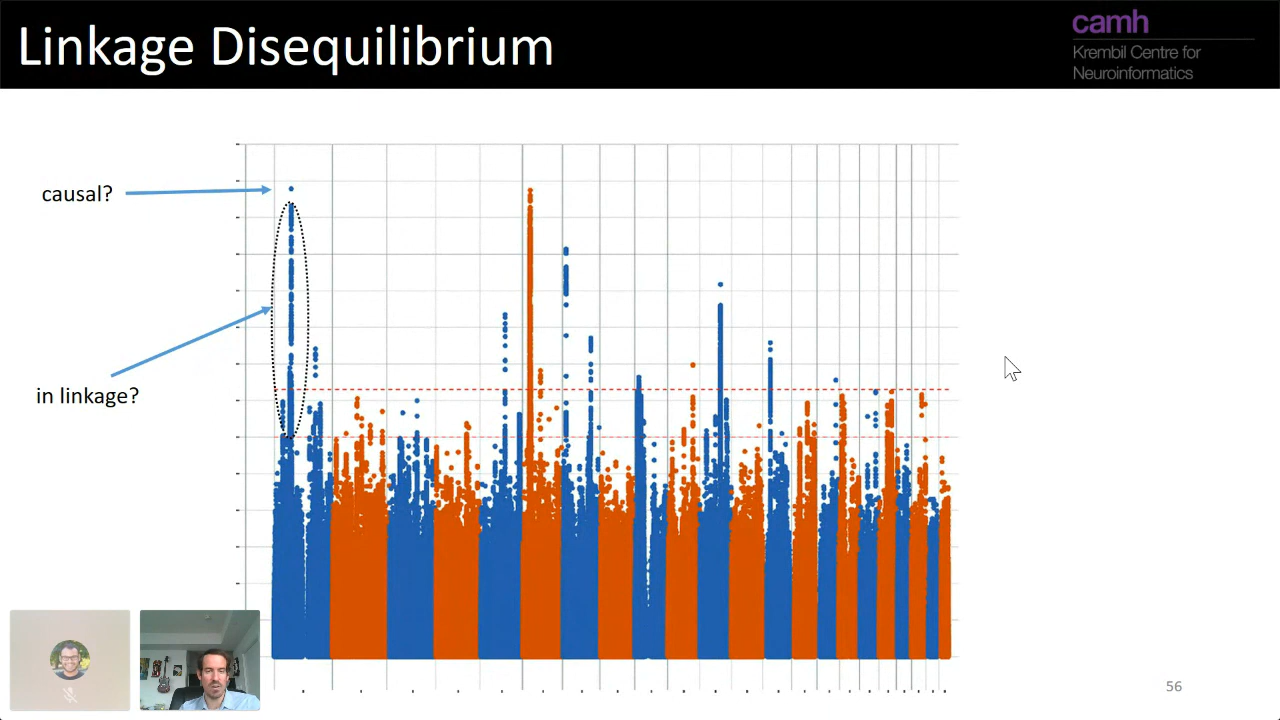 Linkage Disequilibrium
camh
Krembil Centre for
Neuroinformatics
causal?
in linkage?
56